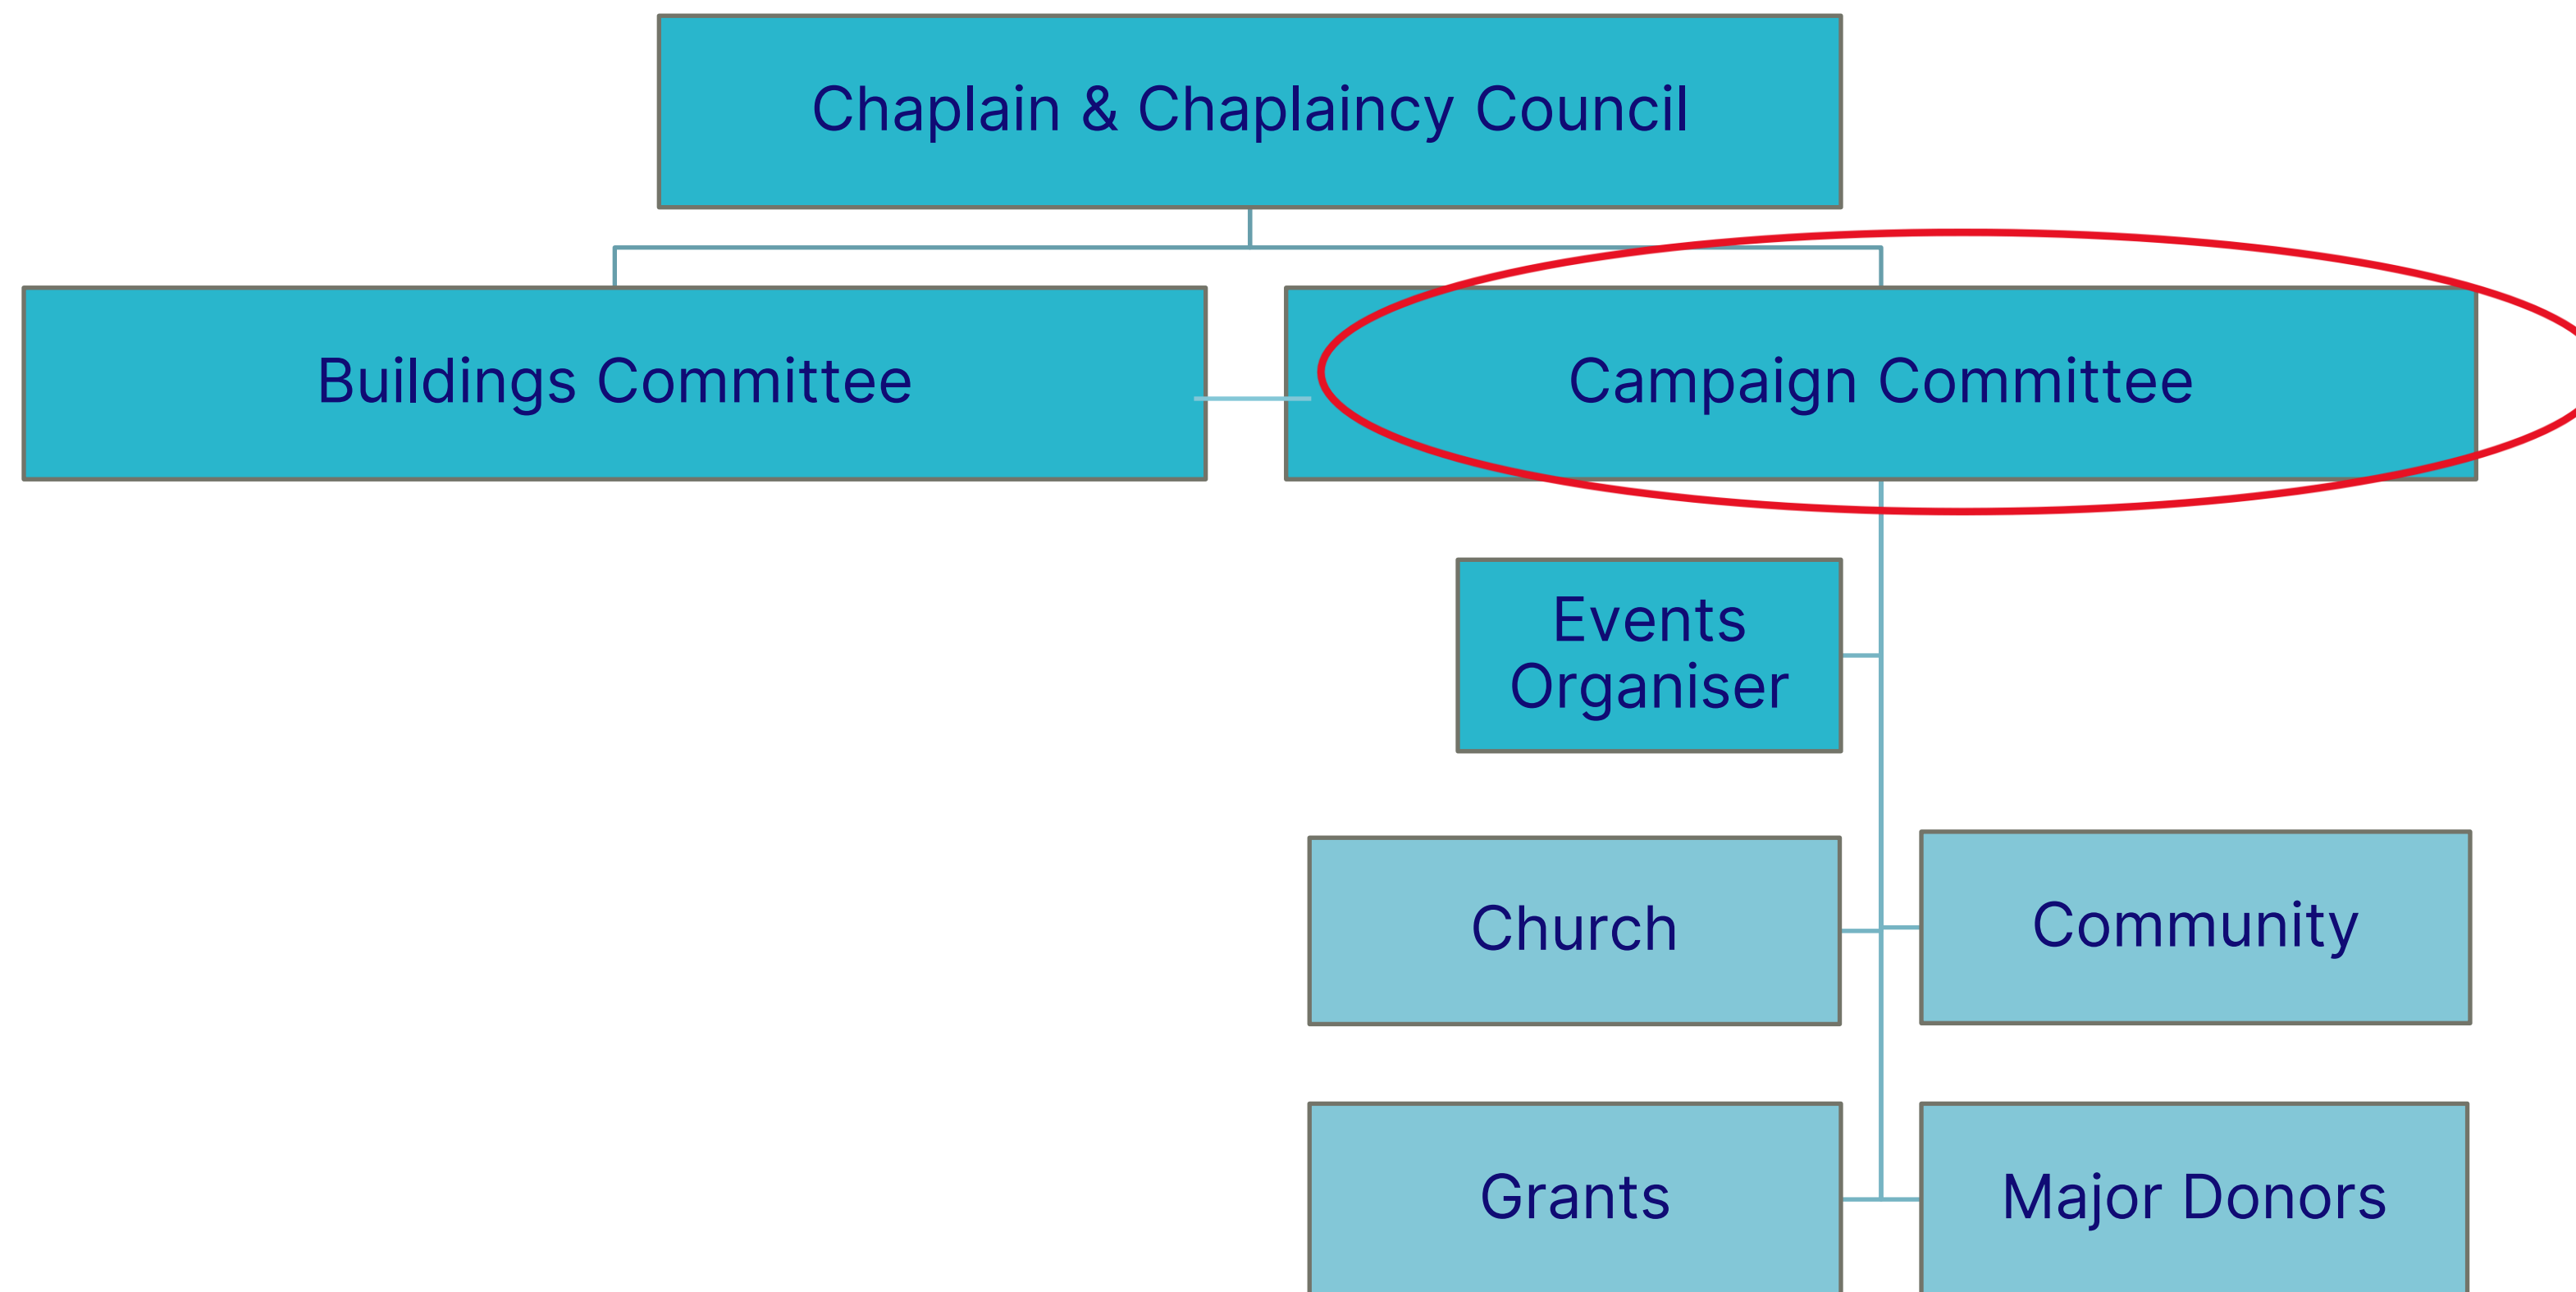 Chaplain & Chaplaincy Council
Buildings Committee
Campaign Committee
Events
Organiser
Church
Community
Grants
Major Donors